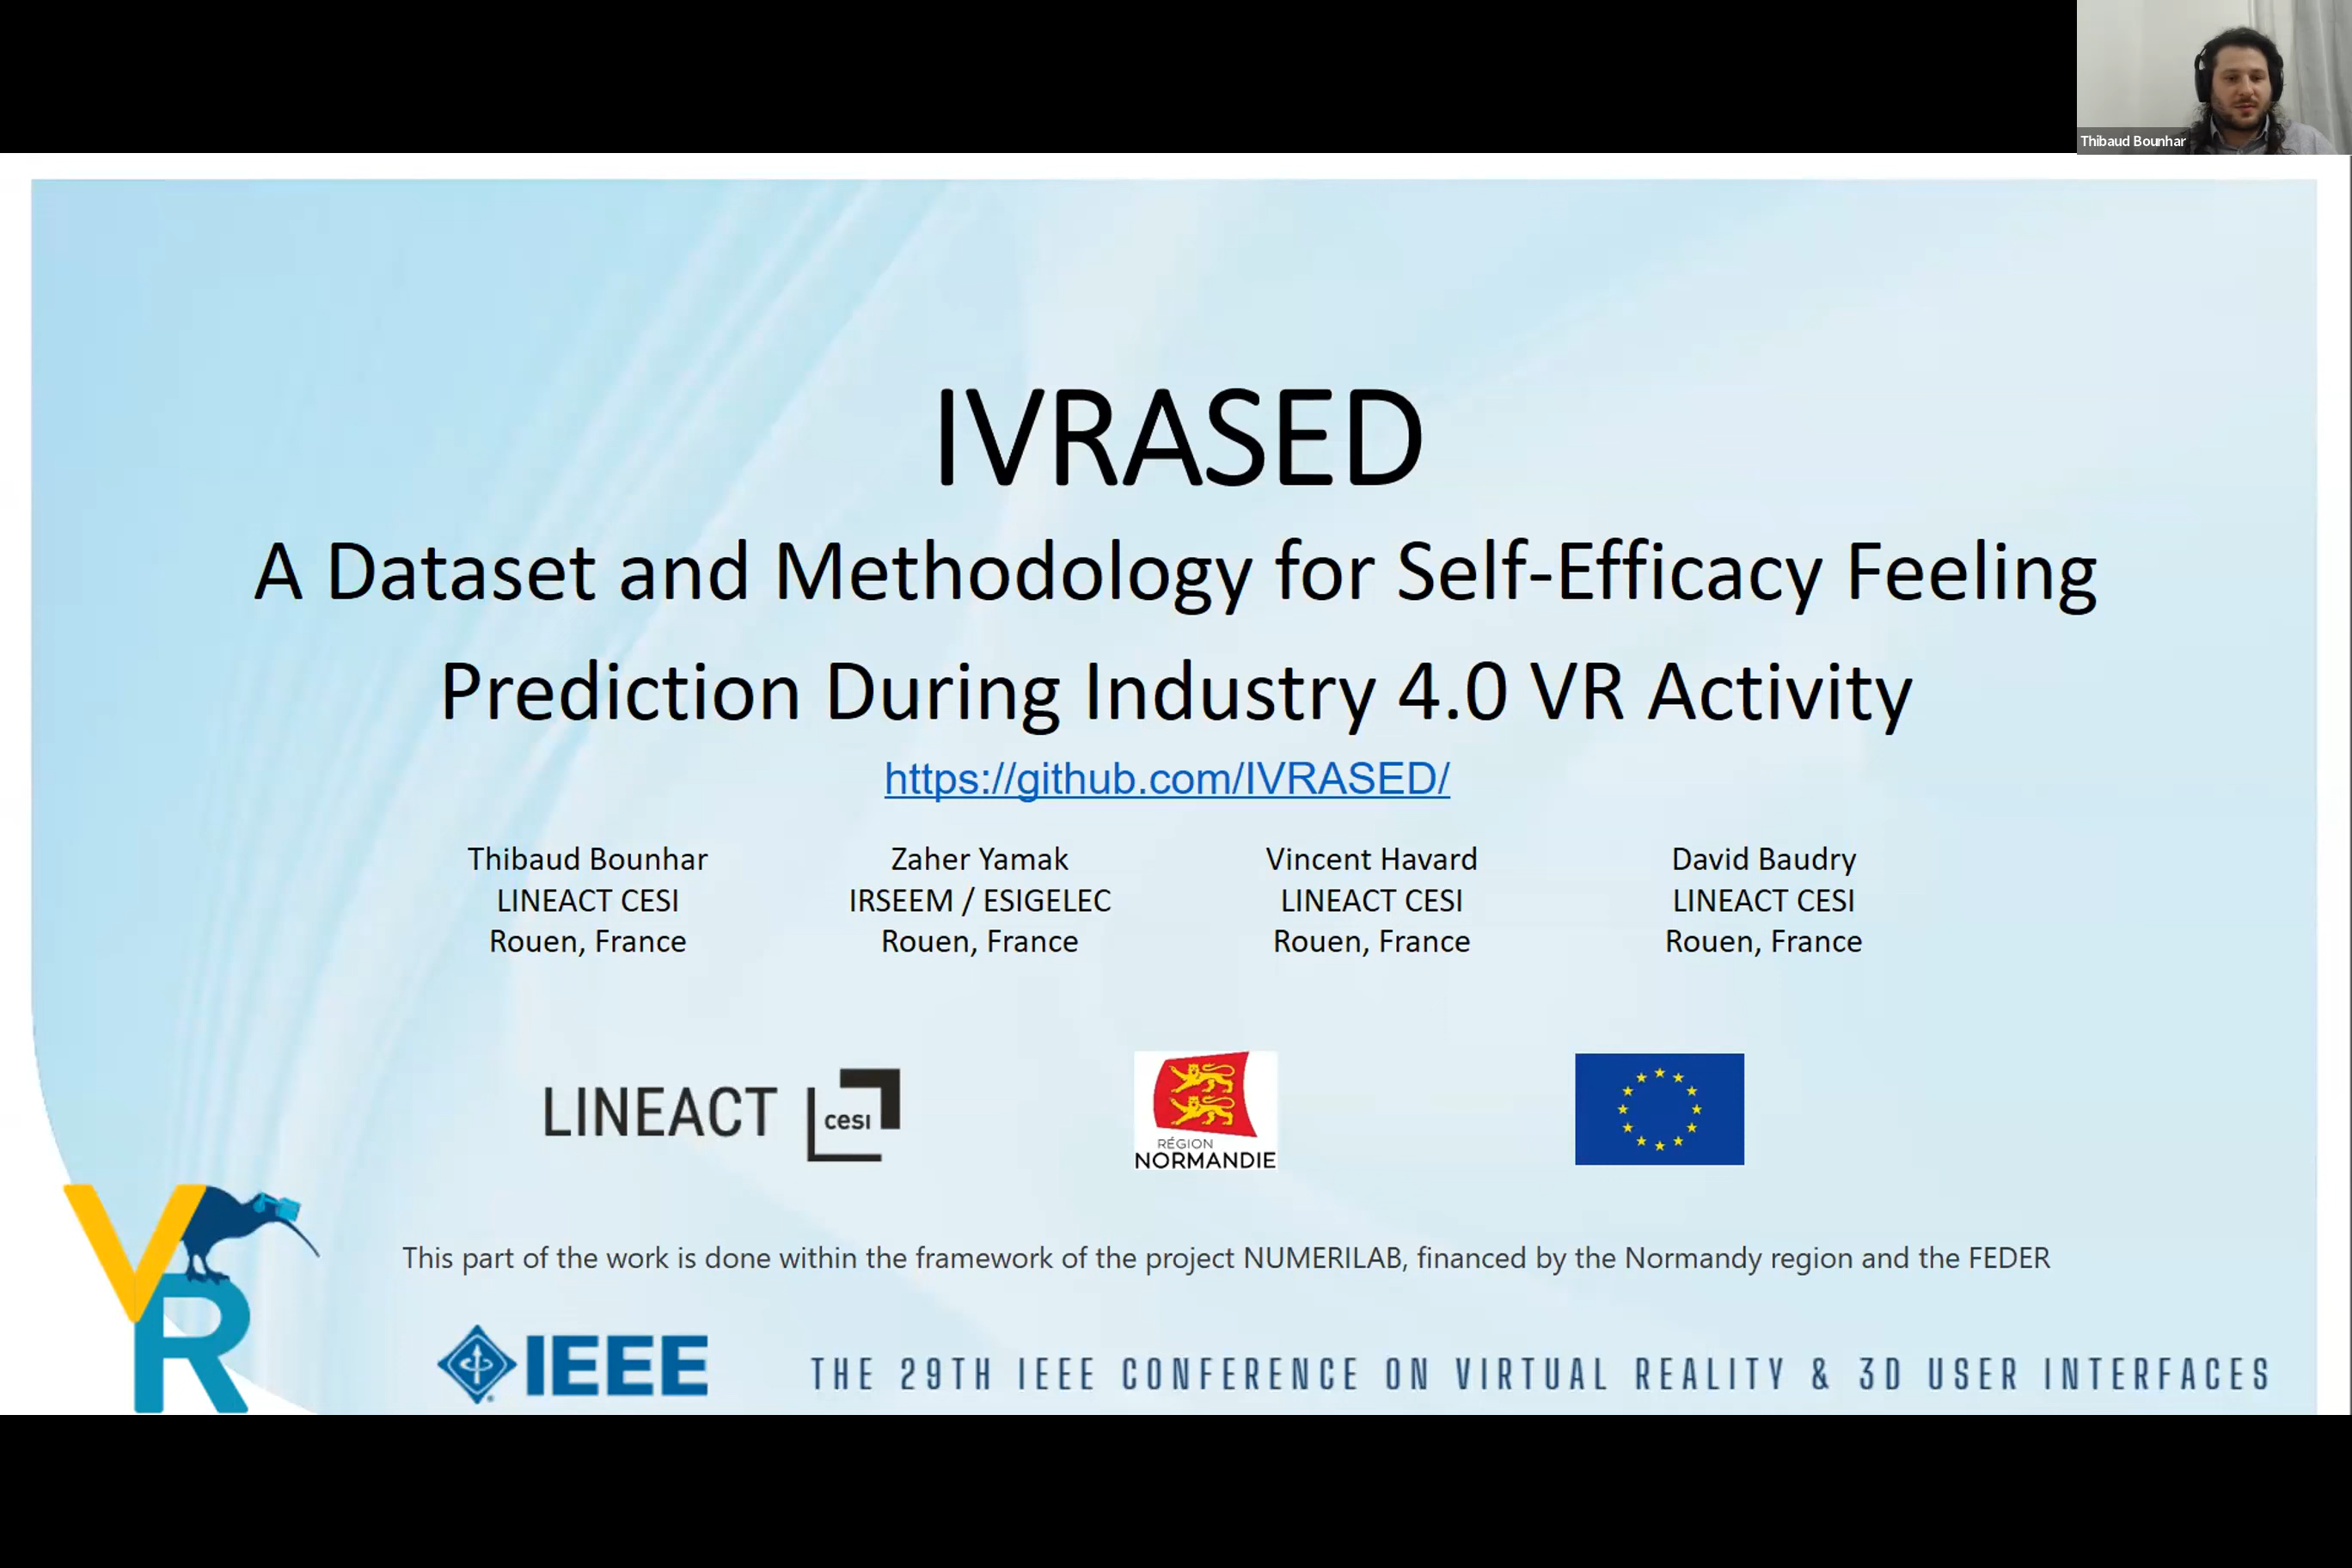 Thibaud Bounhar
IVRASED
A Dataset and Methodology for Self-Efficacy Feeling
Prediction During Industry 4.0 VR Activity
https://github.com/IVRASED/
Thibaud Bounhar
LINEACT CESI
Rouen, France
Zaher Yamak
IRSEEM / ESIGELEC
Rouen, France
Vincent Havard
LINEACT CESI
Rouen, France
David Baudry
LINEACT CESI
Rouen, France
LINEACT
cesi
RÉGION
NORMANDIE
VR
This part of the work is done within the framework of the project NUMERILAB, financed by the Normandy region and the FEDER
IEEE
THE 29TH IEEE CONFERENCE ON VIRTUAL REALITY & 3D USER INTERFACES